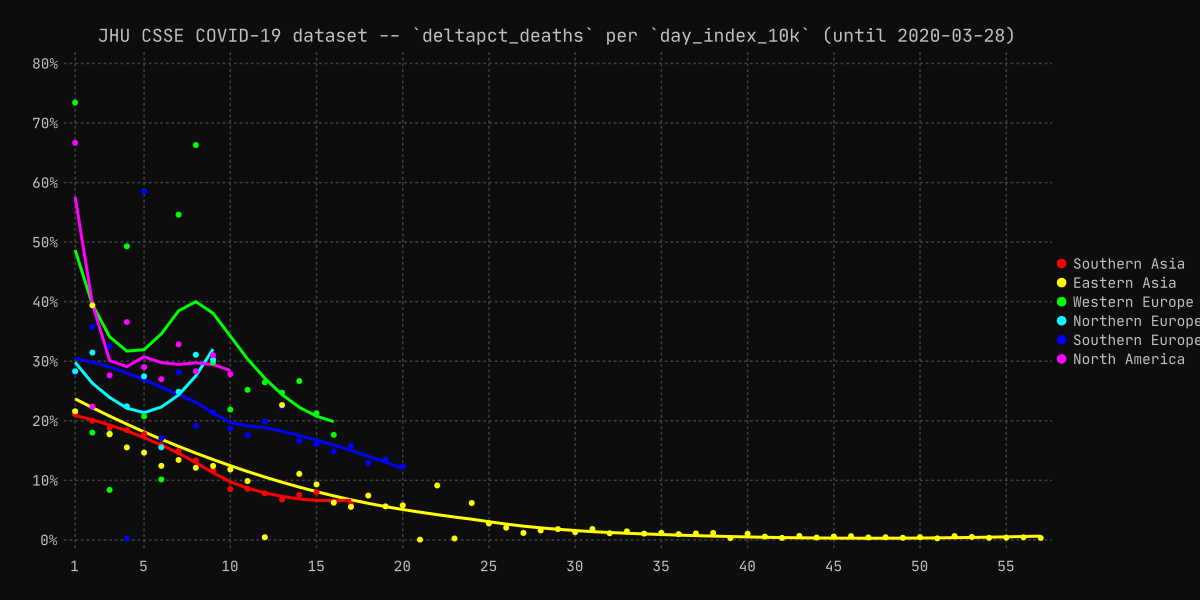 JHU CSSE COVID-19 dataset -- `deltapct_deaths` per `day_index_10k` (until 2020-03-28)
80%
70%
60%
50%
40%
30%
20%
10%
0%
1 5 10 15 20 25 30 35 40 45 50 55
Southern Asia
Eastern Asia
Western Europe
Northern Europe
Southern Europe
North America